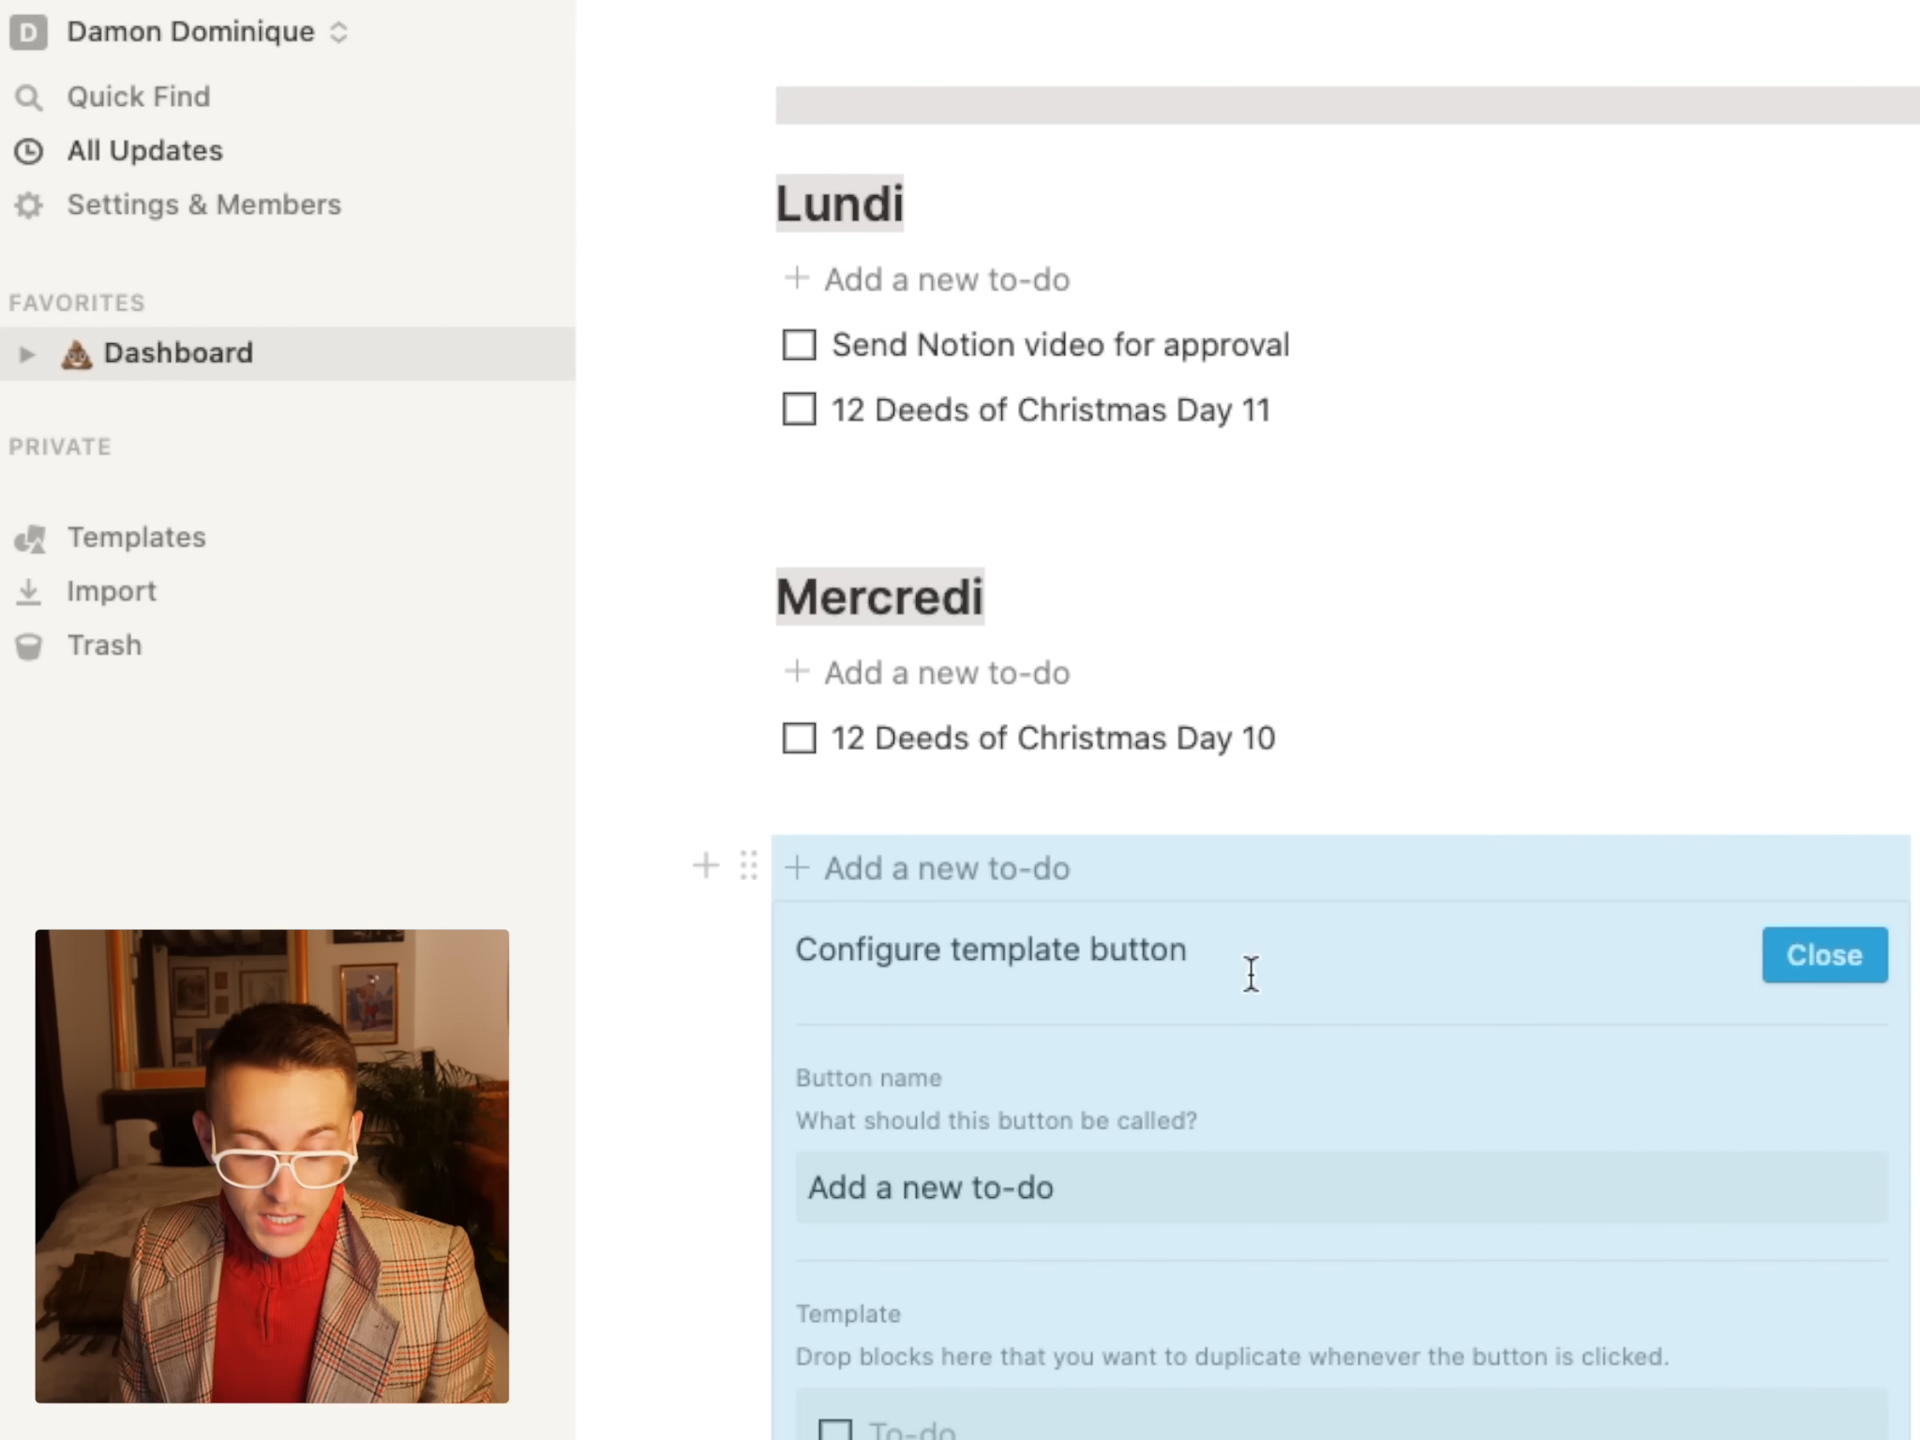 D Damon Dominique
Quick Find
All Updates
Settings & Members
FAVORITES
Dashboard
PRIVATE
Templates
Import
Trash
Lundi
Add a new to-do
Send Notion video for approval
12 Deeds of Christmas Day 11
Mercredi
Add a new to-do
12 Deeds of Christmas Day 10
Add a new to-do
Configure template button
Close
Button name
What should this button be called?
Add a new to-do
Template
Drop blocks here that you want to duplicate whenever the button is clicked.
To-do